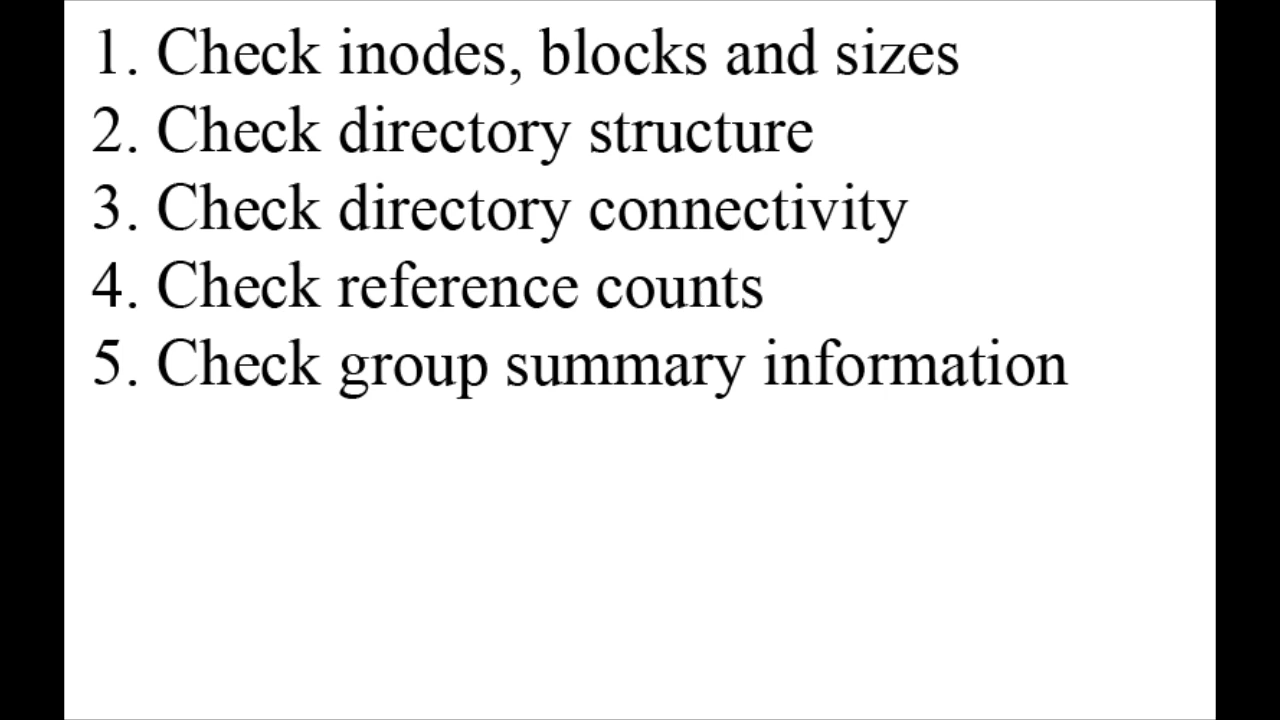 1. Check inodes, blocks and sizes
2. Check directory structure
3. Check directory connectivity
4. Check reference counts
5. Check group summary information